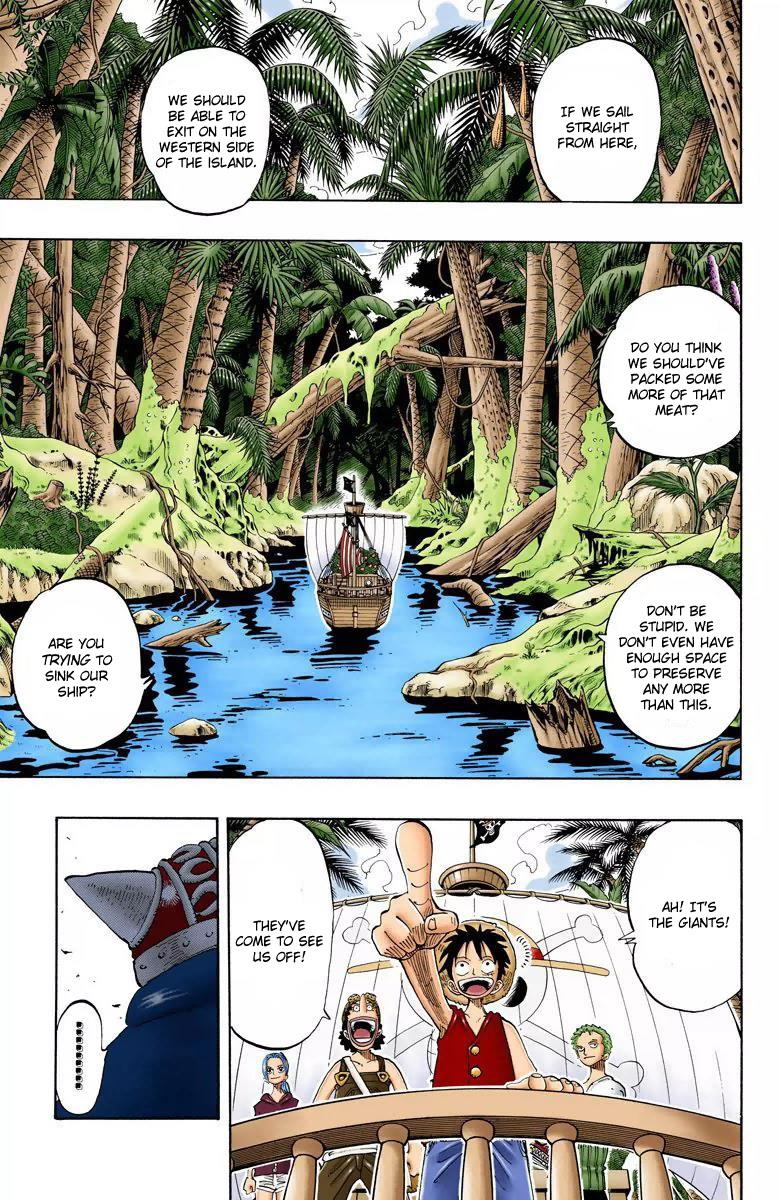 IF WE SAIL
STRAIGHT
FROM HERE,
WE SHOULD
BE ABLE TO
EXIT ON THE
WESTERN SIDE
OF THE ISLAND.
DO YOU THINK
WE SHOULD'VE
PACKED SOME
MORE OF THAT
MEAT?
DON'T BE
STUPID. WE
DON'T EVEN HAVE
ENOUGH SPACE
TO PRESERVE
ANY MORE
THAN THIS.
ARE YOU
TRYING TO
SINK OUR
SHIP?
AH! IT'S
THE GIANTS!
THEY'VE
COME TO SEE
US OFF!
..........